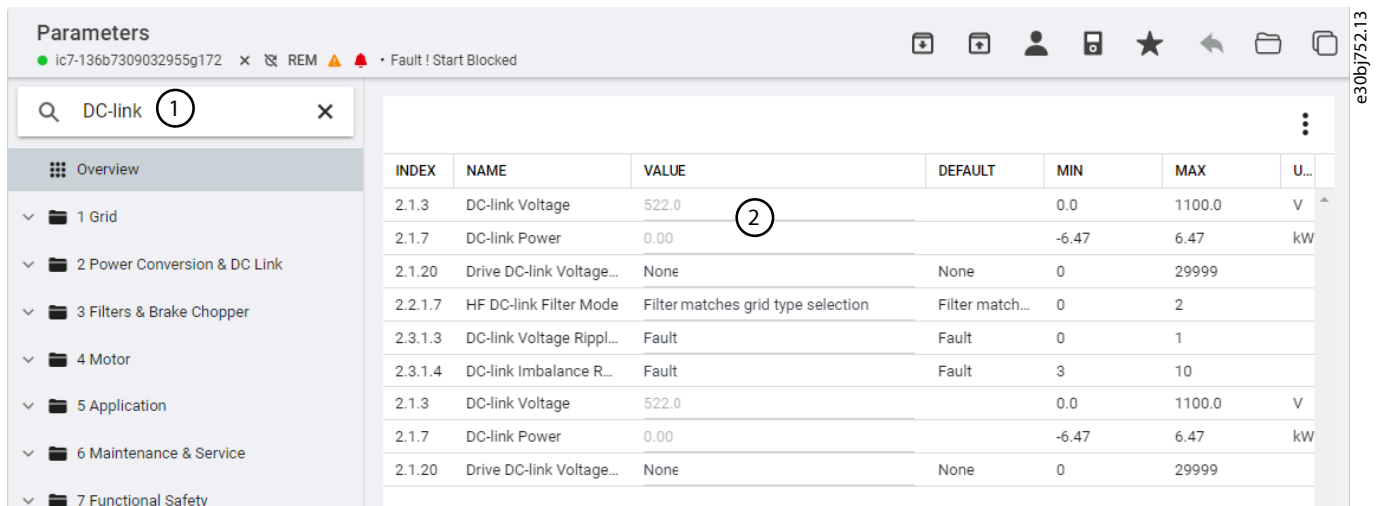 Parameters
ic7-136b7309032955g172 REM • Fault ! Start Blocked
e30bj752.13
DC-link 1
Overview
1 Grid
2 Power Conversion & DC Link
3 Filters & Brake Chopper
4 Motor
5 Application
6 Maintenance & Service
7 Functional Safety
INDEX NAME VALUE DEFAULT MIN MAX U...
2.1.3 DC-link Voltage 522.0 0.0 1100.0 V
2
2.1.7 DC-link Power 0.00 -6.47 6.47 kW
2.1.20 Drive DC-link Voltage... None None 0 29999
2.2.1.7 HF DC-link Filter Mode Filter matches grid type selection Filter match... 0 2
2.3.1.3 DC-link Voltage Rippl... Fault Fault 0 1
2.3.1.4 DC-link Imbalance R... Fault Fault 3 10
2.1.3 DC-link Voltage 522.0 0.0 1100.0 V
2.1.7 DC-link Power 0.00 -6.47 6.47 kW
2.1.20 Drive DC-link Voltage... None None 0 29999